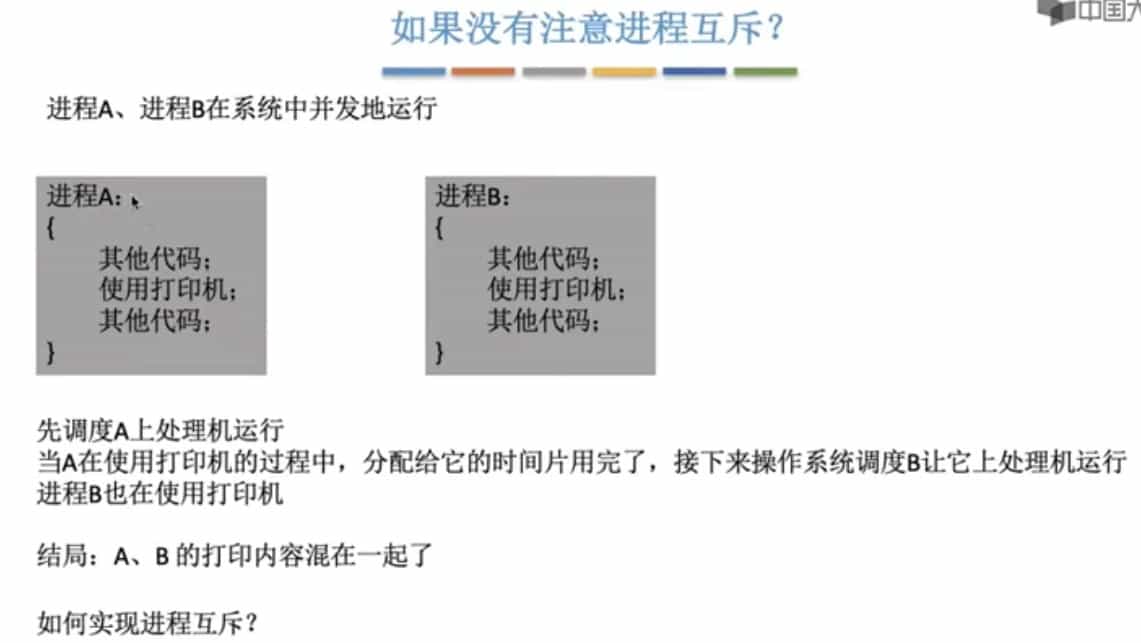 如果没有注意进程互斥？
中国大
进程A、进程B在系统中并发地运行
进程A：
{
其他代码；
使用打印机；
其他代码；
}
进程B：
{
其他代码；
使用打印机；
其他代码；
}
先调度A上处理机运行
当A在使用打印机的过程中，分配给它的时间片用完了，接下来操作系统调度B让它上处理机运行
进程B也在使用打印机
结局：A、B 的打印内容混在一起了
如何实现进程互斥？